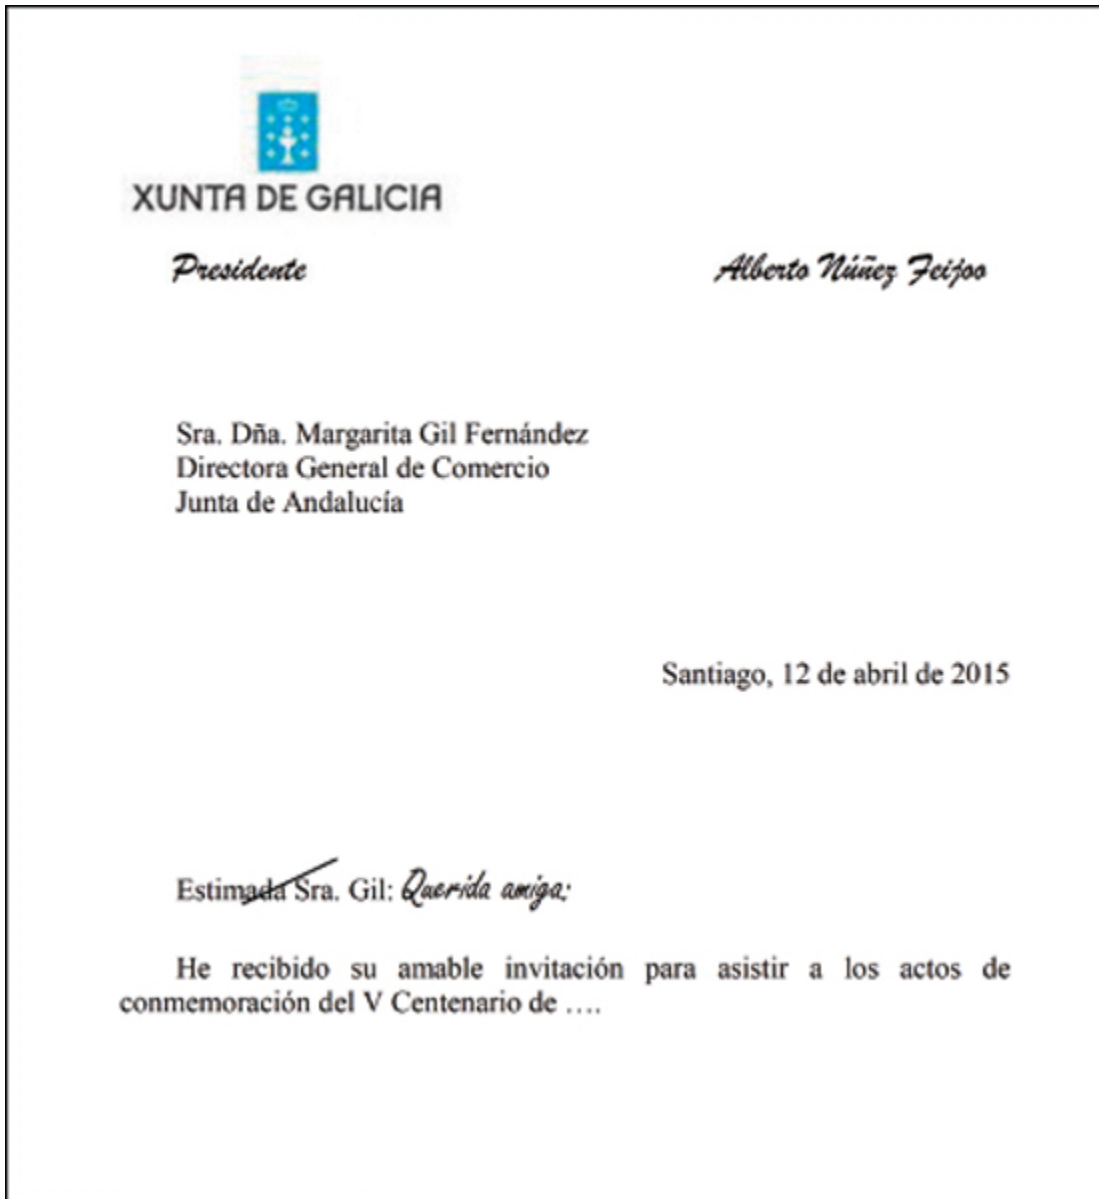 XUNTA DE GALICIA
Presidente Alberto Núñez Feijoo
Sra. Dña. Margarita Gil Fernández
Directora General de Comercio
Junta de Andalucía
Santiago, 12 de abril de 2015
Estimada Sra. Gil: Querida amiga:
He recibido su amable invitación para asistir a los actos de
conmemoración del V Centenario de ....